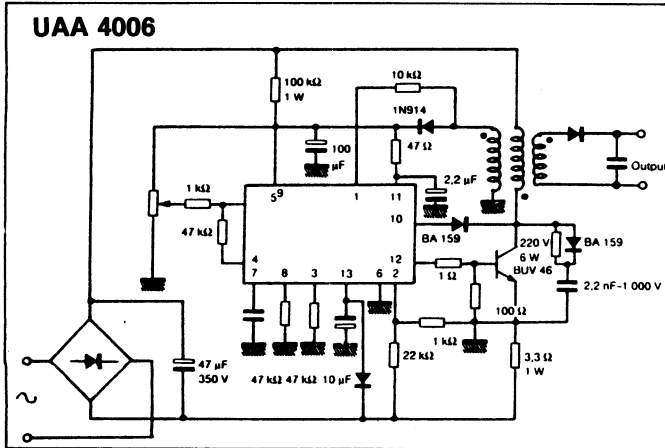 UAA 4006
100 kΩ
1 W
10 kΩ
1N914
100
μF
47 Ω
2,2 μF
1 kΩ
47 kΩ
5 9
1
11
10
4
12
7
8
3
13
6
2
BA 159
220 V
6 W
BUV 46
BA 159
Output
1 Ω
100 Ω
2,2 nF-1 000 V
1 kΩ
22 kΩ
3,3 Ω
1 W
47 μF
350 V
47 kΩ 47 kΩ 10 μF